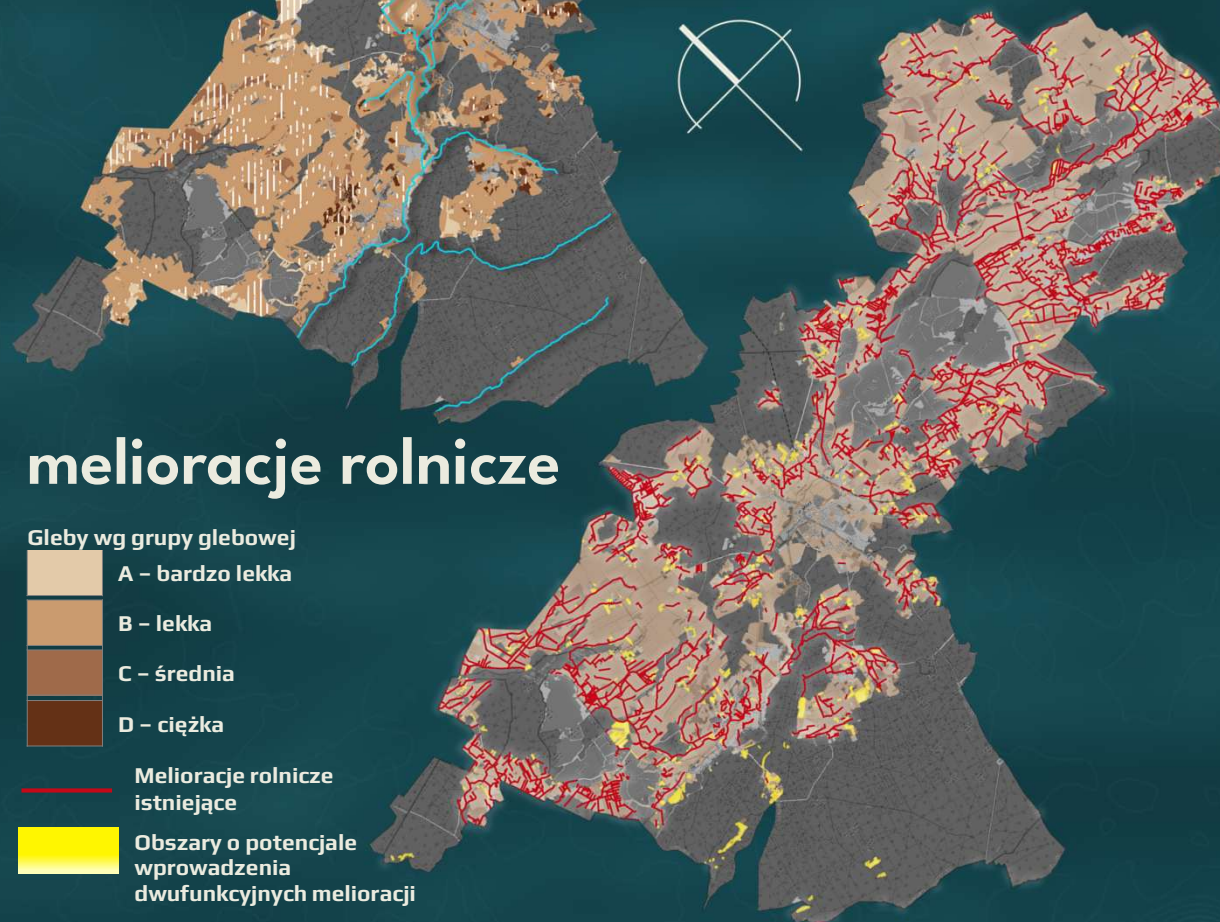 melioracje rolnicze
Gleby wg grupy glebowej
A – bardzo lekka
B – lekka
C – średnia
D – ciężka
Melioracje rolnicze
istniejące
Obszary o potencjale
wprowadzenia
dwufunkcyjnych melioracji